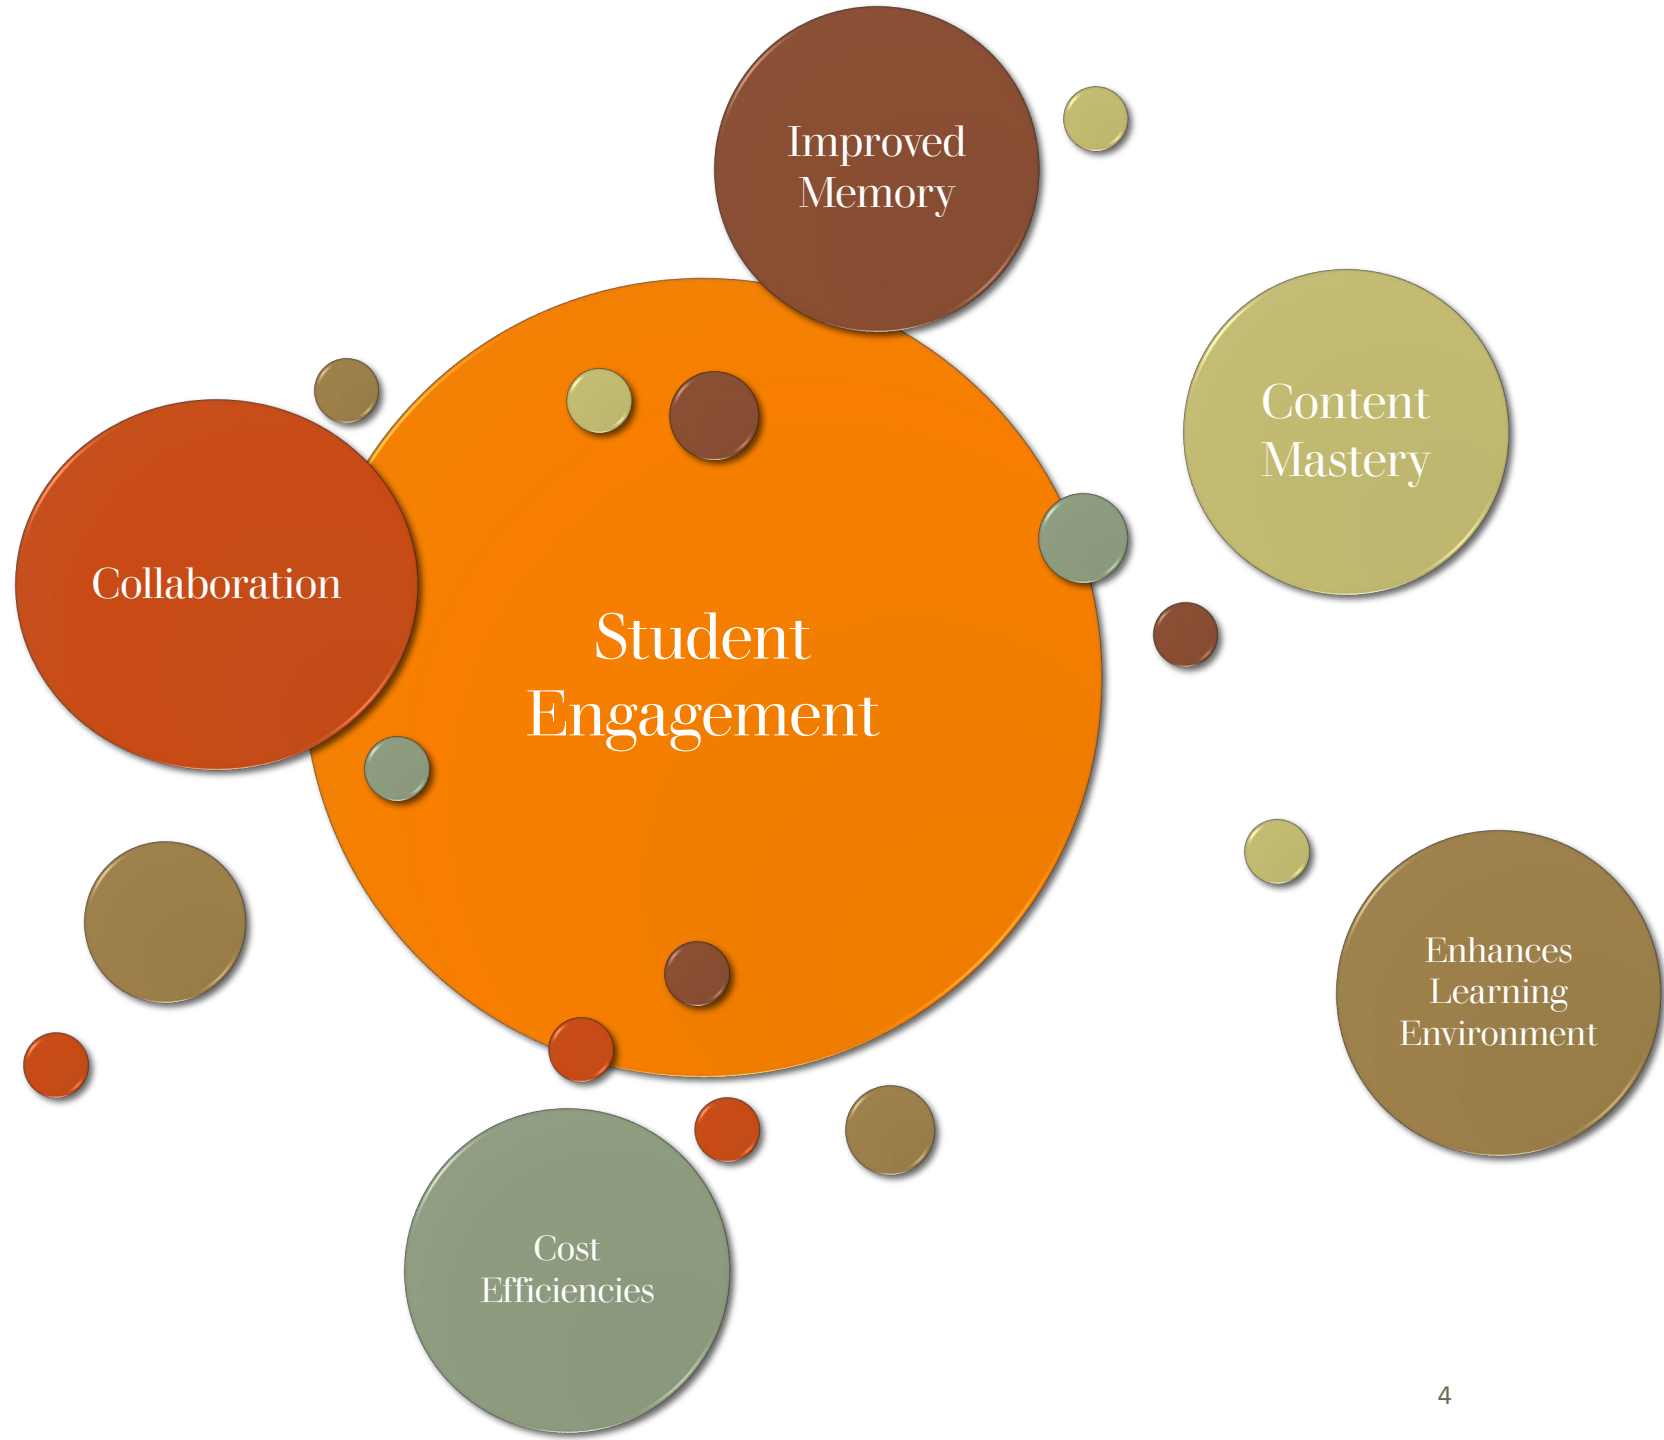 Improved
Memory
Content
Mastery
Collaboration
Student
Engagement
Enhances
Learning
Environment
Cost
Efficiencies
4